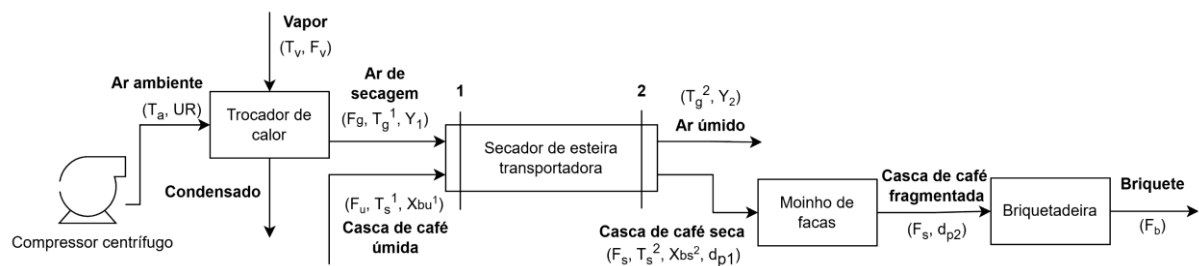 Vapor
(Tv, Fv)
Ar ambiente
(Ta, UR)
Trocador de
calor
Ar de
secagem
(Fg, Tg1, Y1)
1
2
(Tg2, Y2)
Ar úmido
Secador de esteira
transportadora
Condensado
(Fu, Ts1, Xbu1)
Casca de café
úmida
Casca de café seca
(Fs, Ts2, Xbs2, dp1)
Moinho de
facas
Casca de café
fragmentada
(Fs, dp2)
Briquetadeira
Briquete
(Fb)
Compressor centrífugo